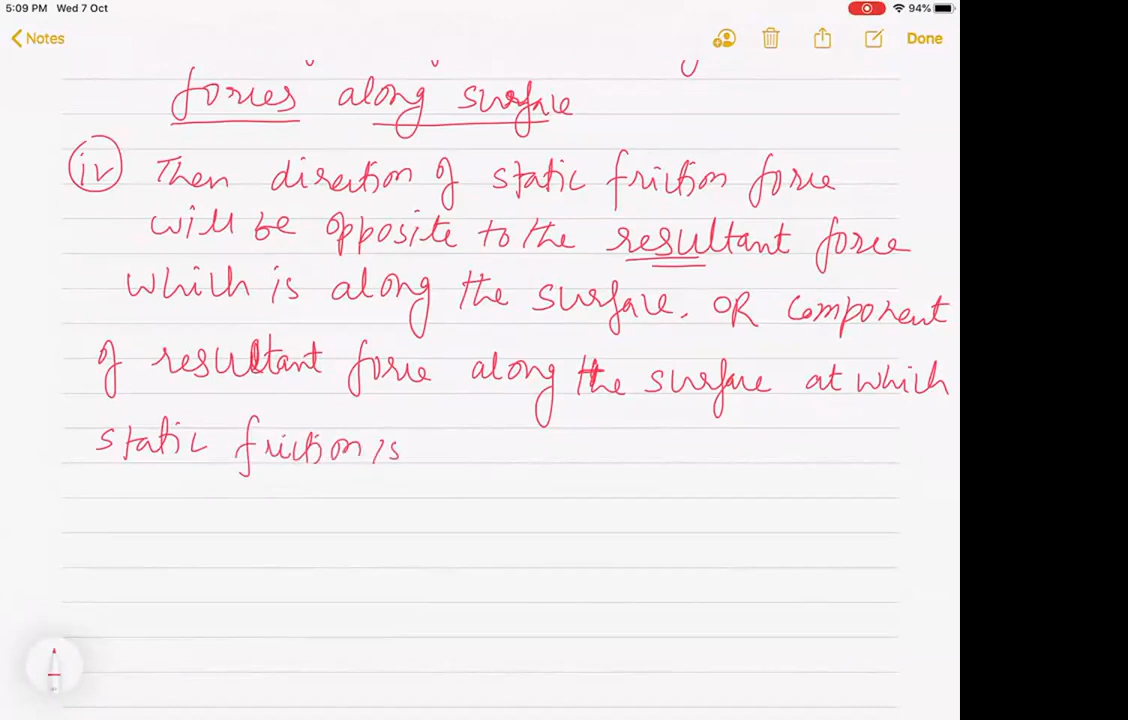 5:09 PM Wed 7 Oct 94%
Notes Done
forces along surface
iv Then direction of static friction force
will be opposite to the resultant force
which is along the surface. OR component
of resultant force along the surface at which
static friction is